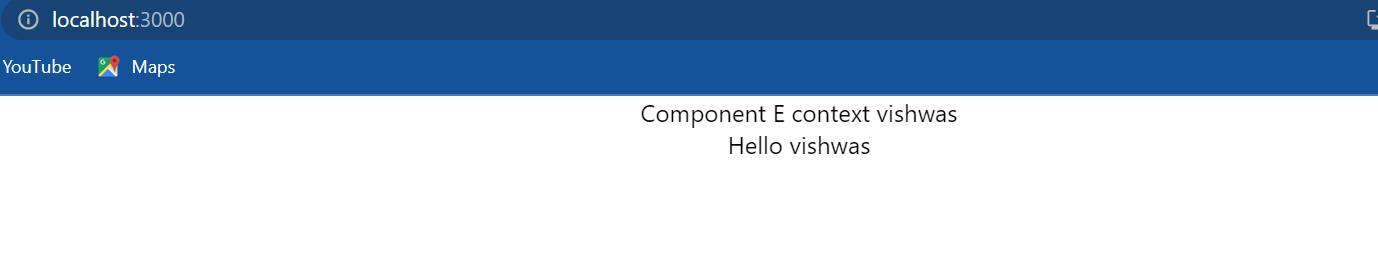 localhost:3000
YouTube Maps
Component E context vishwas
Hello vishwas